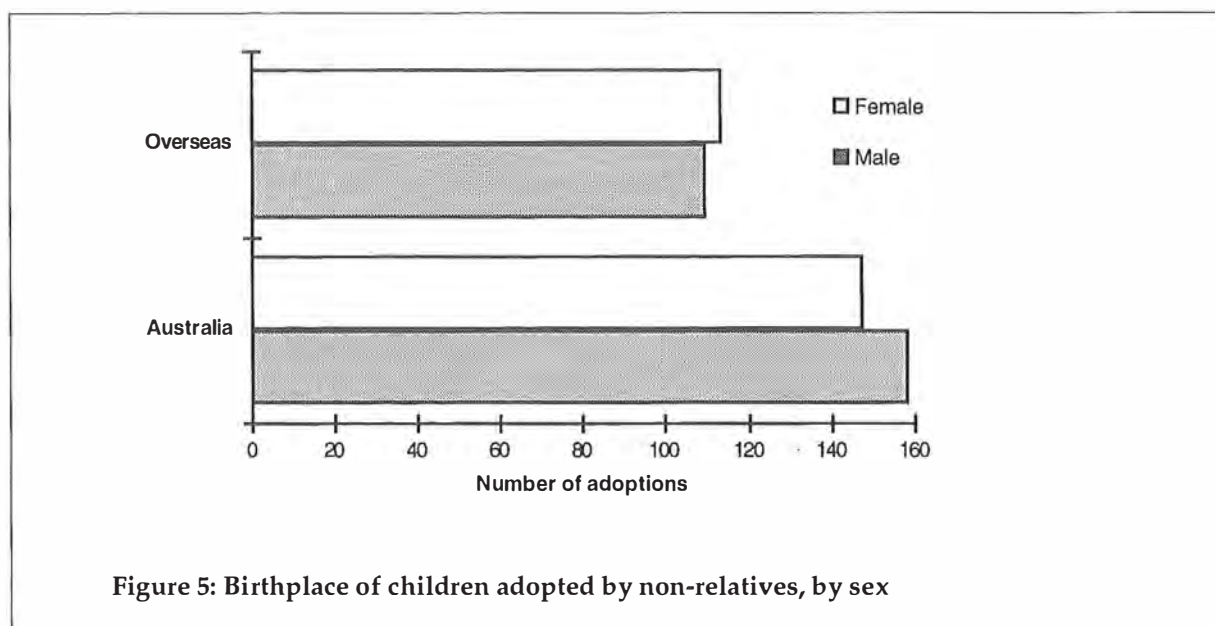 Overseas
Female
Male
Australia
0 20 40 60 80 100 120 140 160
Number of adoptions
Figure 5: Birthplace of children adopted by non-relatives, by sex